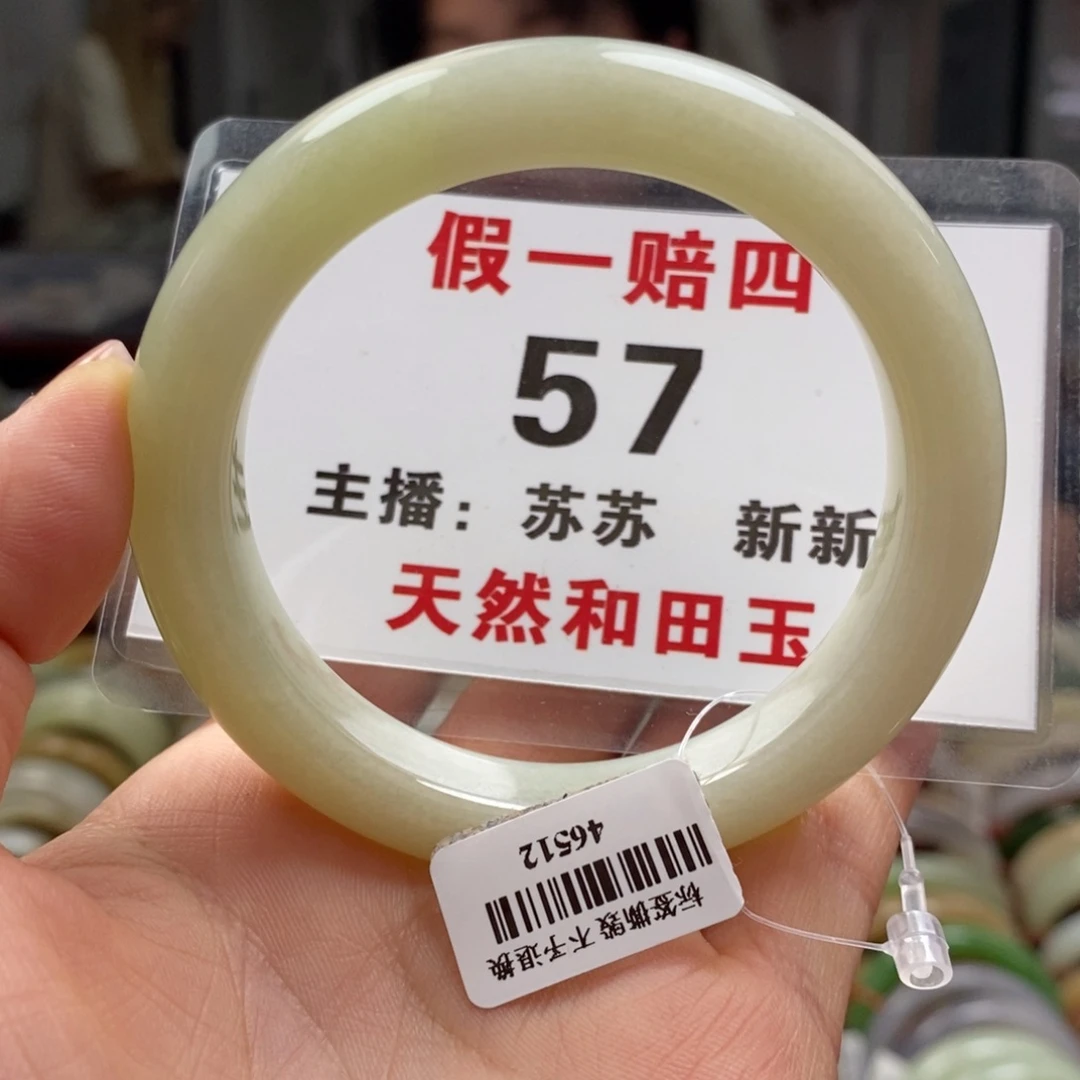 假一赔四
57
主播：苏苏 新新
天然和田玉
46512
标签撕毁不予退换